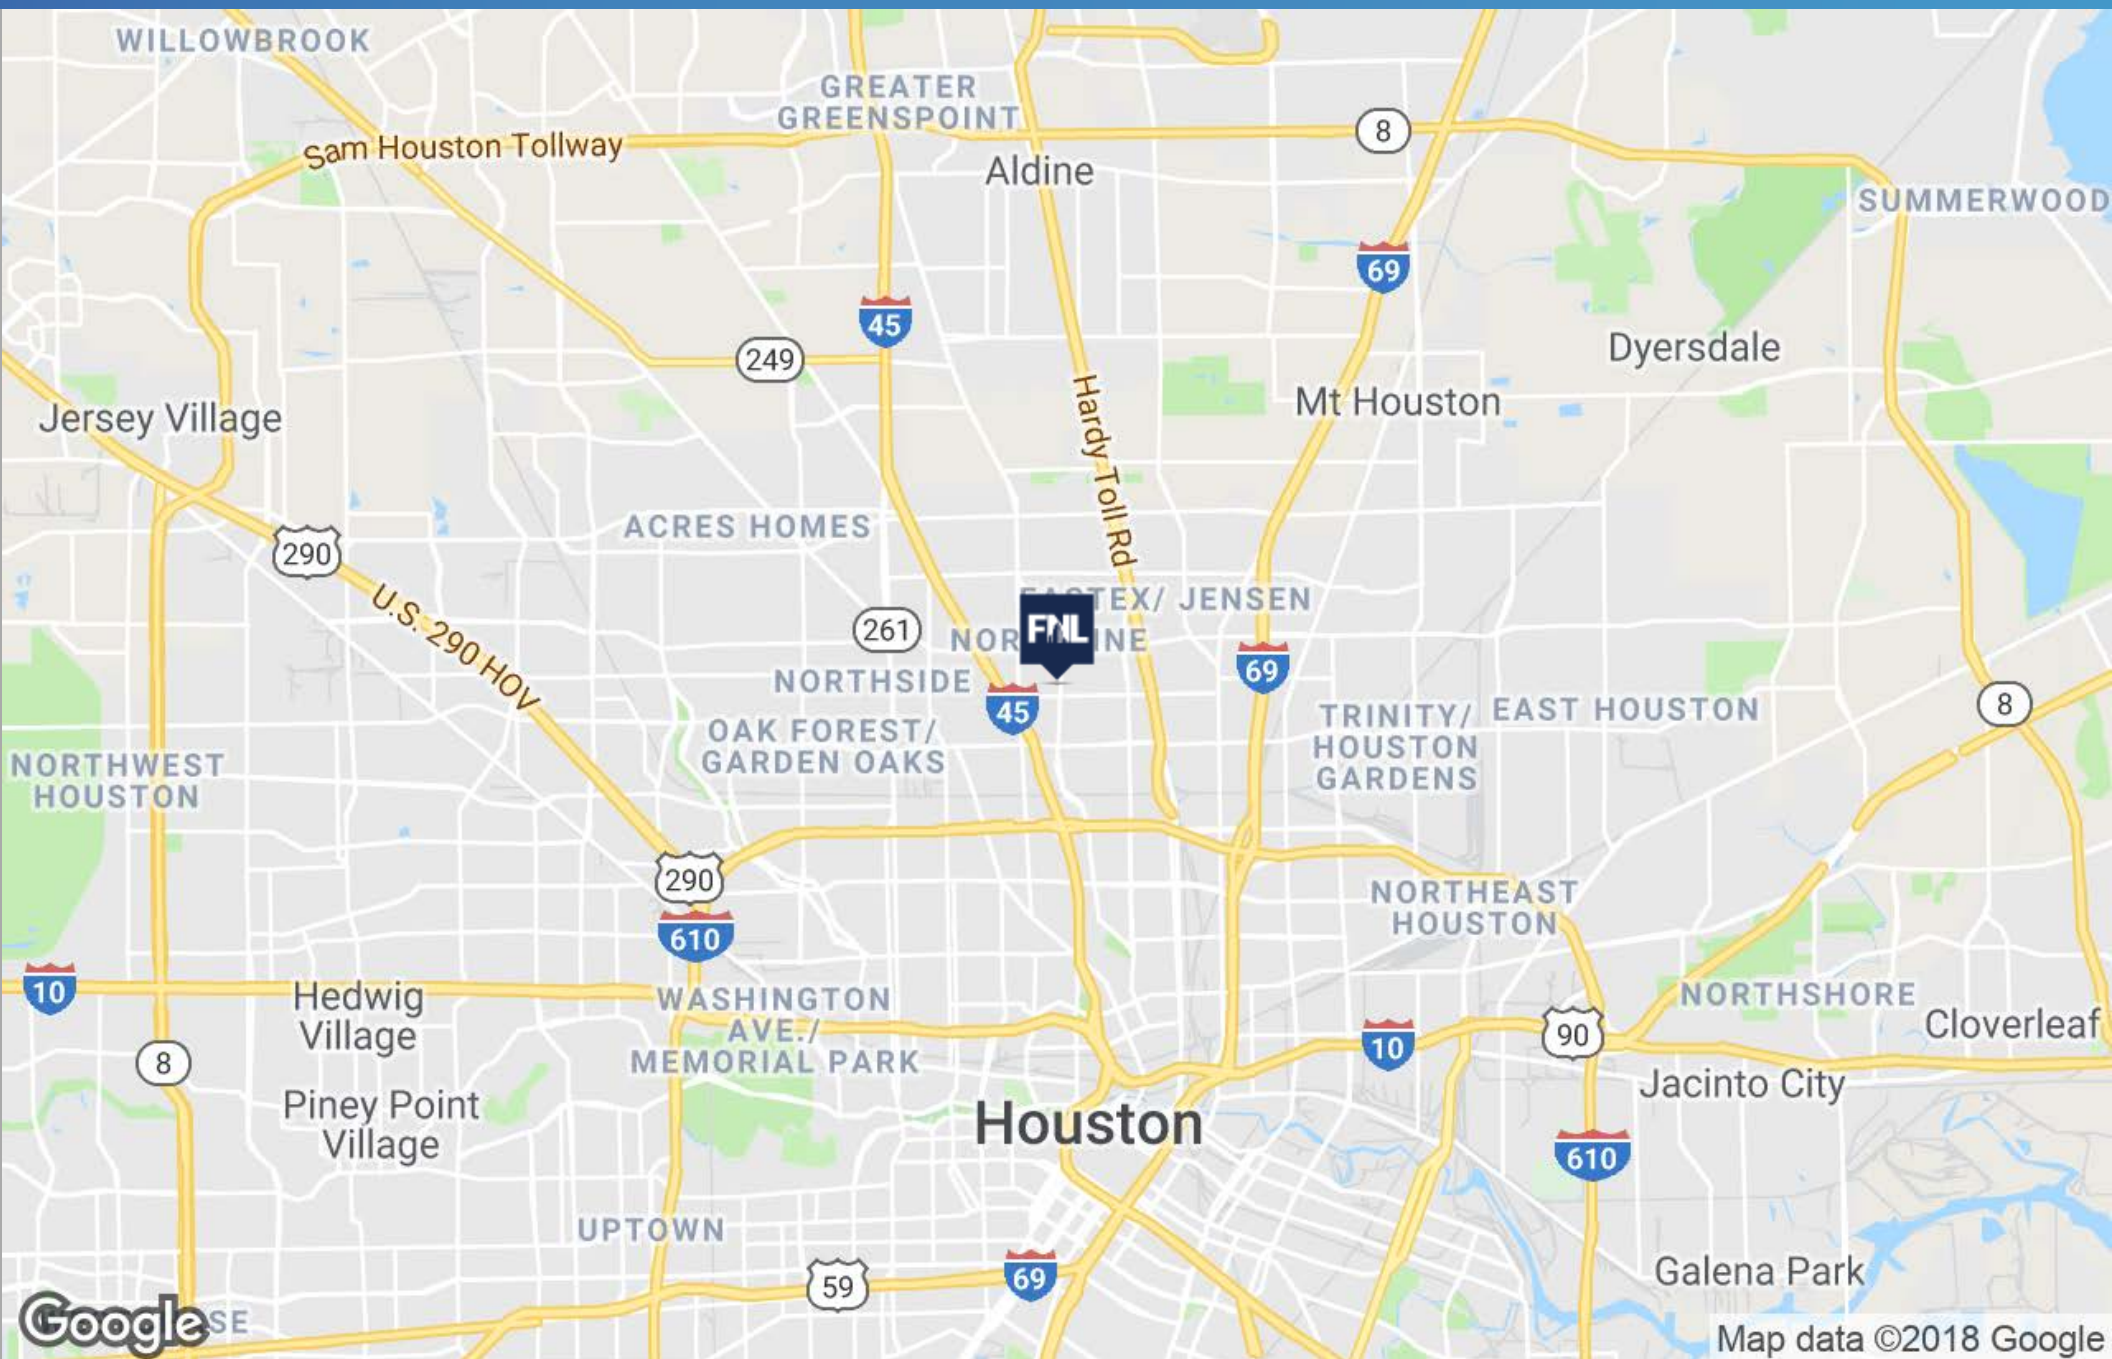 WILLOWBROOK
GREATER
GREENSPOINT
Sam Houston Tollway
8
Aldine
SUMMERWOOD
69
45
249
Dyersdale
Hardy Toll Rd
Mt Houston
Jersey Village
ACRES HOMES
290
U.S. 290 HOV
JENSEN
261
FNL
NORTHSIDE
69
45
8
OAK FOREST/
GARDEN OAKS
TRINITY/
HOUSTON
GARDENS
EAST HOUSTON
NORTHWEST
HOUSTON
290
610
NORTHEAST
HOUSTON
10
Hedwig
Village
WASHINGTON
AVE./
MEMORIAL PARK
NORTHSHORE
Cloverleaf
8
10
90
Jacinto City
Piney Point
Village
Houston
610
UPTOWN
59
69
Galena Park
Google
Map data ©2018 Google